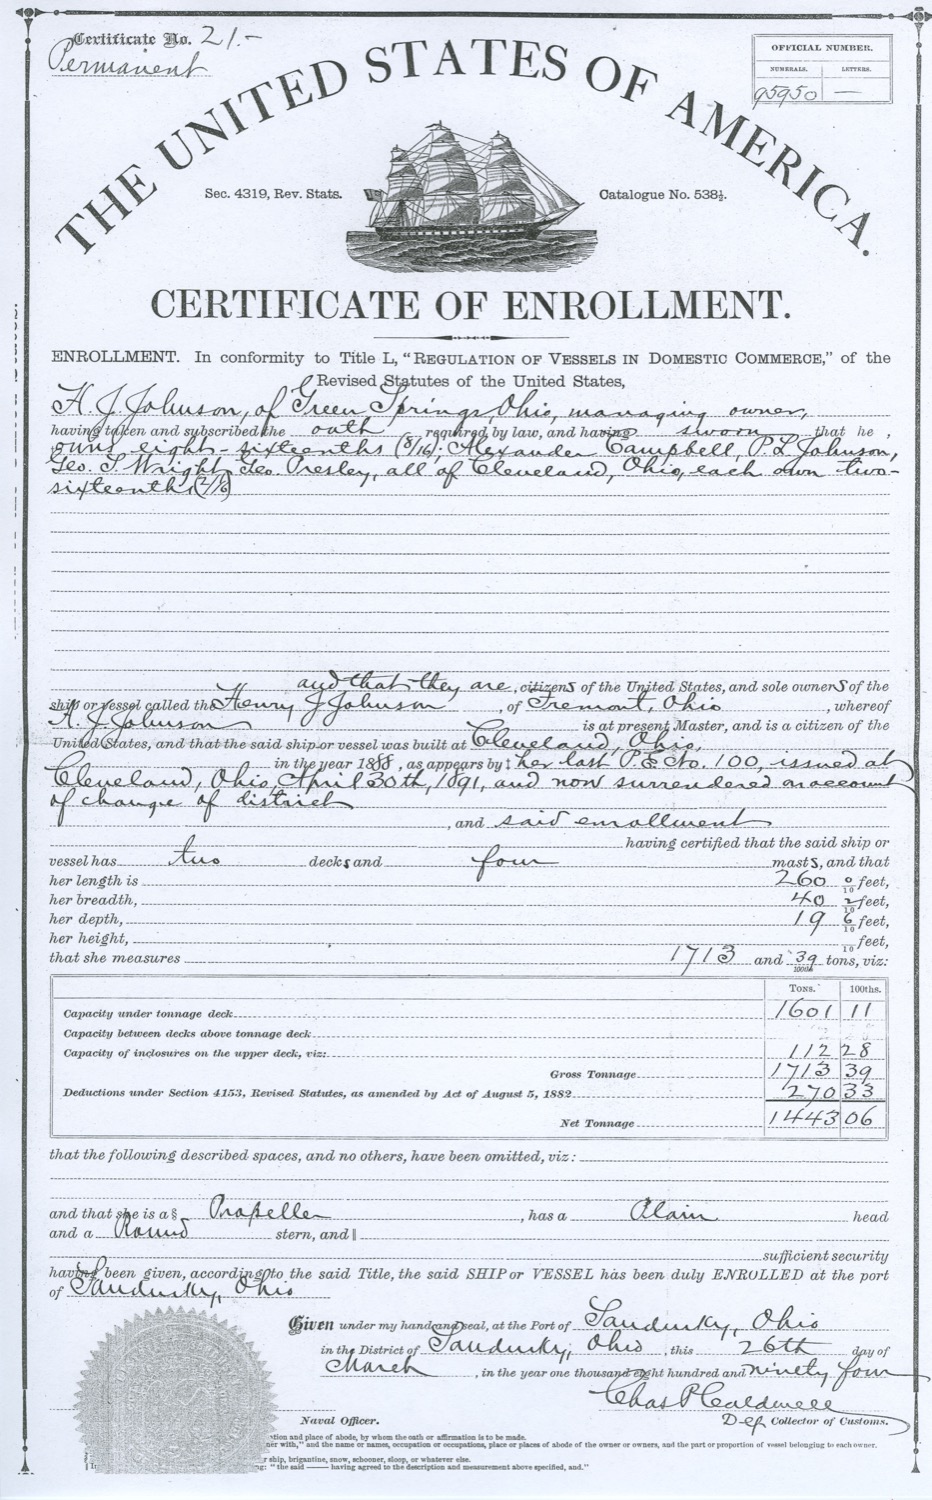 Certificate No. 21.-
Permanent
OFFICIAL NUMBER.
NUMERALS. LETTERS.
95950 —
THE UNITED STATES OF AMERICA.
Sec. 4319, Rev. Stats.
Catalogue No. 538½.
CERTIFICATE OF ENROLLMENT.
ENROLLMENT. In conformity to Title L, "REGULATION OF VESSELS IN DOMESTIC COMMERCE," of the
Revised Statutes of the United States,
H. J. Johnson, of Green Springs, Ohio, managing owner,
having taken and subscribed the oath required by law, and having sworn that he,
owns eight-sixteenths (8/16); Alexander Campbell, P. L. Johnson,
Geo. T. Wright, Geo. Presley, all of Cleveland, Ohio, each own two-
sixteenths (2/16)
and that they are, citizens of the United States, and sole owners of the
ship or vessel called the Henry J Johnson, of Fremont, Ohio, whereof
H. J. Johnson is at present Master, and is a citizen of the
United States, and that the said ship or vessel was built at Cleveland, Ohio,
in the year 1888, as appears by ‡ her last P. E. No. 100, issued at
Cleveland, Ohio, April 30th, 1891, and now surrendered on account
of change of district
, and said enrollment
having certified that the said ship or
vessel has two decks and four masts, and that
her length is 260 0/10 feet,
her breadth, 40 2/10 feet,
her depth, 19 6/10 feet,
her height, /10 feet,
that she measures 1713 and 39/100th tons, viz:
Tons. 100ths.
Capacity under tonnage deck 1601 11
Capacity between decks above tonnage deck
Capacity of inclosures on the upper deck, viz: 112 28
Gross Tonnage 1713 39
Deductions under Section 4153, Revised Statutes, as amended by Act of August 5, 1882 270 33
Net Tonnage 1443 06
that the following described spaces, and no others, have been omitted, viz:
and that she is a § Propeller, has a Plain head
and a Round stern, and ||
sufficient security
having been given, according to the said Title, the said SHIP or VESSEL has been duly ENROLLED at the port
of Sandusky, Ohio
Given under my hand and seal, at the Port of Sandusky, Ohio
in the District of Sandusky, Ohio, this 26th day of
March, in the year one thousand eight hundred and ninety four
Chas P Caldwell
Naval Officer. Dep Collector of Customs.
ation and place of abode, by whom the oath or affirmation is to be made.
ner with," and the name or names, occupation or occupations, place or places of abode of the owner or owners, and the part or proportion of vessel belonging to each owner.
r ship, brigantine, snow, schooner, sloop, or whatever else.
g: "the said —— having agreed to the description and measurement above specified, and."